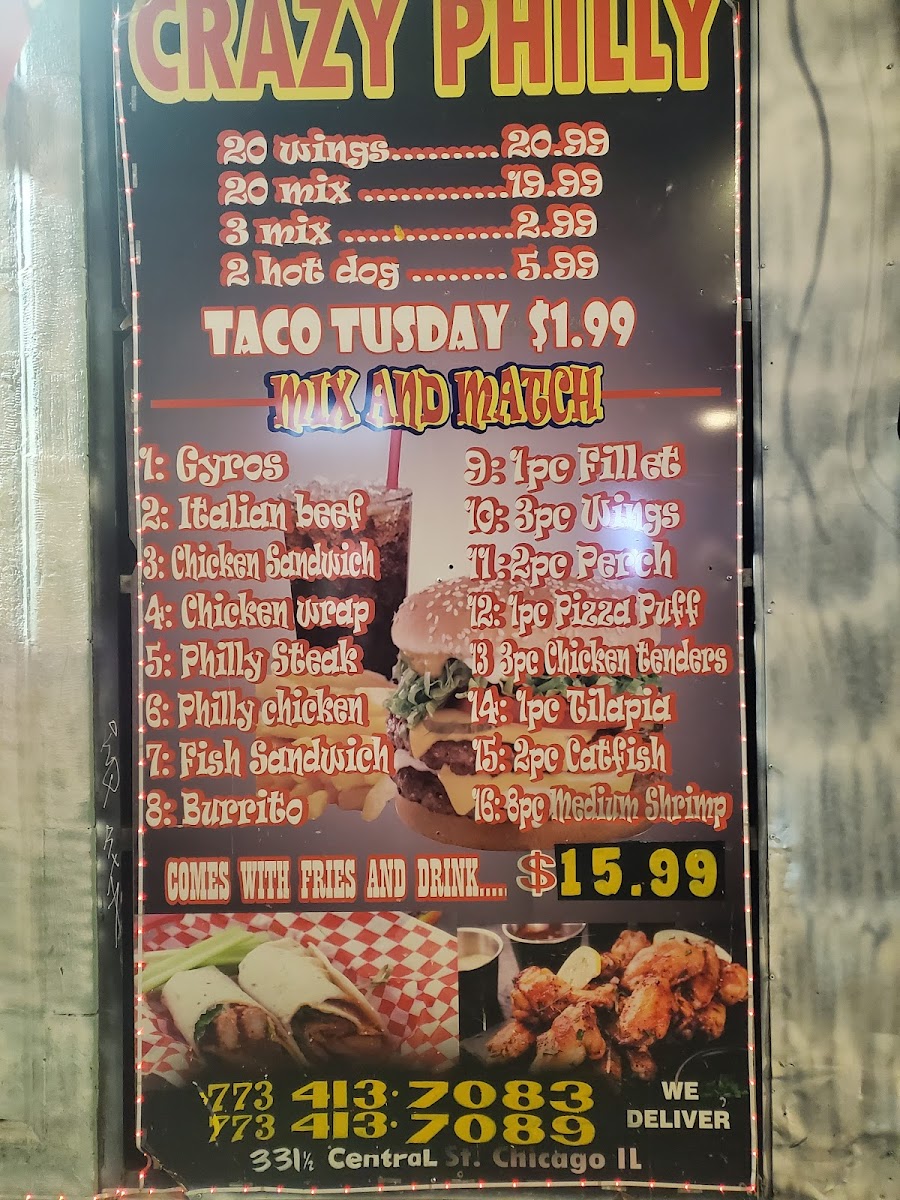 CRAZY PHILLY
20 wings.......... 20.99
20 mix ..............19.99
3 mix ................2.99
2 hot dog ......... 5.99
TACO TUSDAY $1.99
MIX AND MATCH
1: Gyros
2: Italian beef
3: Chicken Sandwich
4: Chicken wrap
5: Philly Steak
6: Philly chicken
7: Fish Sandwich
8: Burrito
9: 1pc Fillet
10: 3pc Wings
11: 2pc Perch
12: 1pc Pizza Puff
13 3pc Chicken tenders
14: 1pc Tilapia
15: 2pc Catfish
16: 8pc Medium Shrimp
COMES WITH FRIES AND DRINK..... $15.99
773 413-7083
773 413-7089
WE
DELIVER
331½ Central St. Chicago IL